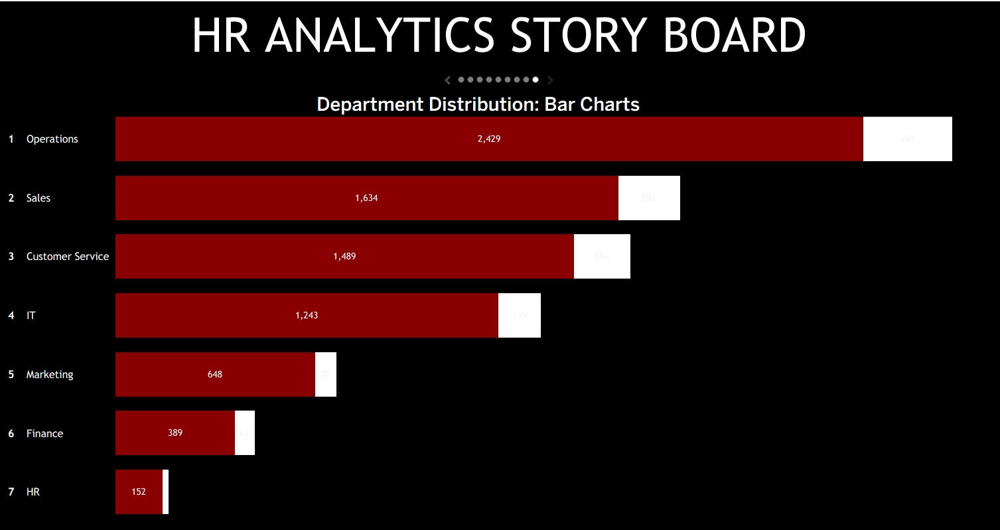 HR ANALYTICS STORY BOARD
Department Distribution: Bar Charts
1 Operations 2,429 289
2 Sales 1,634 201
3 Customer Service 1,489 184
4 IT 1,243 139
5 Marketing 648 70
6 Finance 389 63
7 HR 152